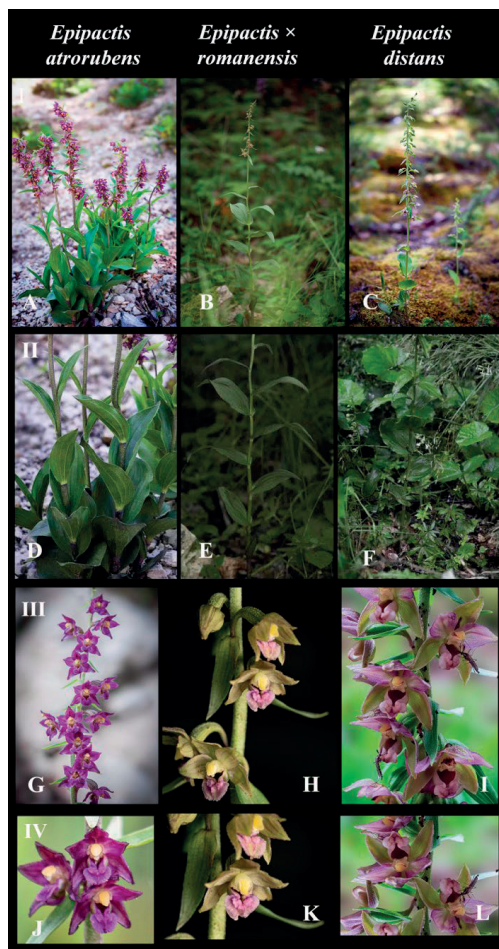 Epipactis
atrorubens
Epipactis ×
romanensis
Epipactis
distans
I
A
B
C
II
D
E
F
III
G
H
I
IV
J
K
L